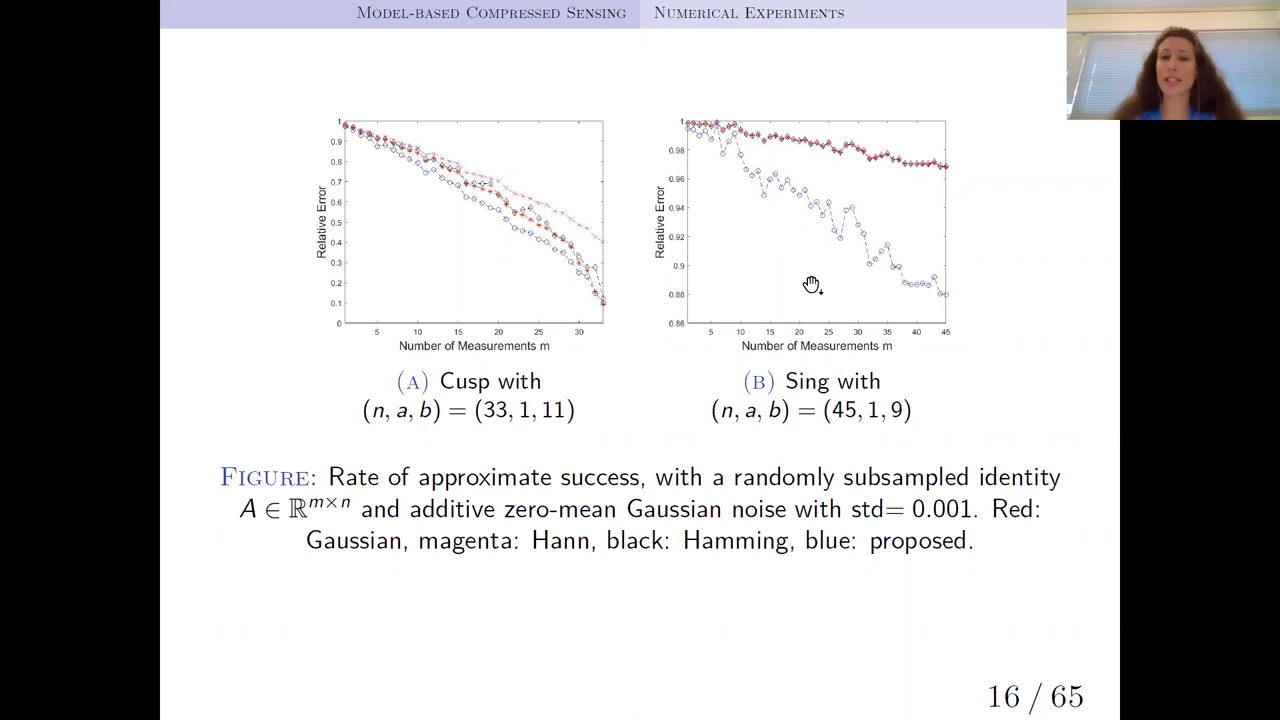 Model-based Compressed Sensing
Numerical Experiments
1
0.9
0.8
0.7
0.6
0.5
0.4
0.3
0.2
0.1
0
Relative Error
5 10 15 20 25 30
Number of Measurements m
1
0.98
0.96
0.94
0.92
0.9
0.88
0.86
Relative Error
5 10 15 20 25 30 35 40 45
Number of Measurements m
(A) Cusp with
(n, a, b) = (33, 1, 11)
(B) Sing with
(n, a, b) = (45, 1, 9)
Figure: Rate of approximate success, with a randomly subsampled identity
A ∈ ℝᵐˣⁿ and additive zero-mean Gaussian noise with std= 0.001. Red:
Gaussian, magenta: Hann, black: Hamming, blue: proposed.
16 / 65